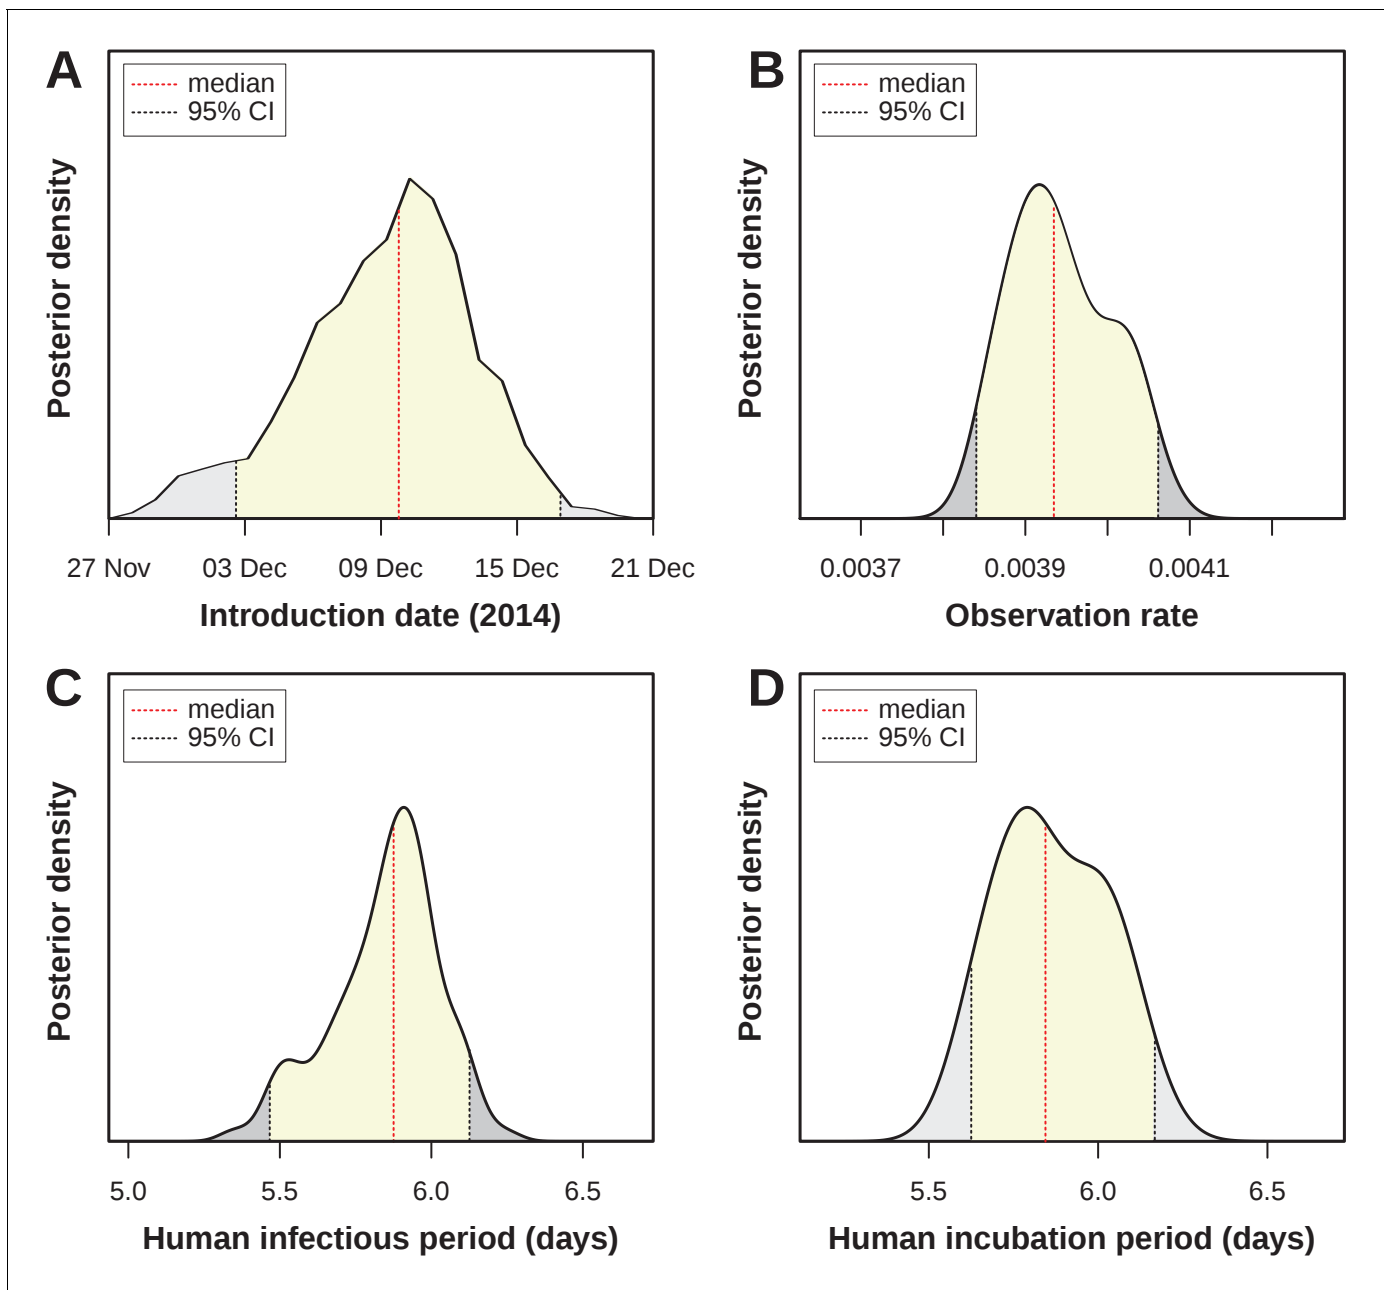 A
median
95% CI
Posterior density
27 Nov 03 Dec 09 Dec 15 Dec 21 Dec
Introduction date (2014)
B
median
95% CI
Posterior density
0.0037 0.0039 0.0041
Observation rate
C
median
95% CI
Posterior density
5.0 5.5 6.0 6.5
Human infectious period (days)
D
median
95% CI
Posterior density
5.5 6.0 6.5
Human incubation period (days)